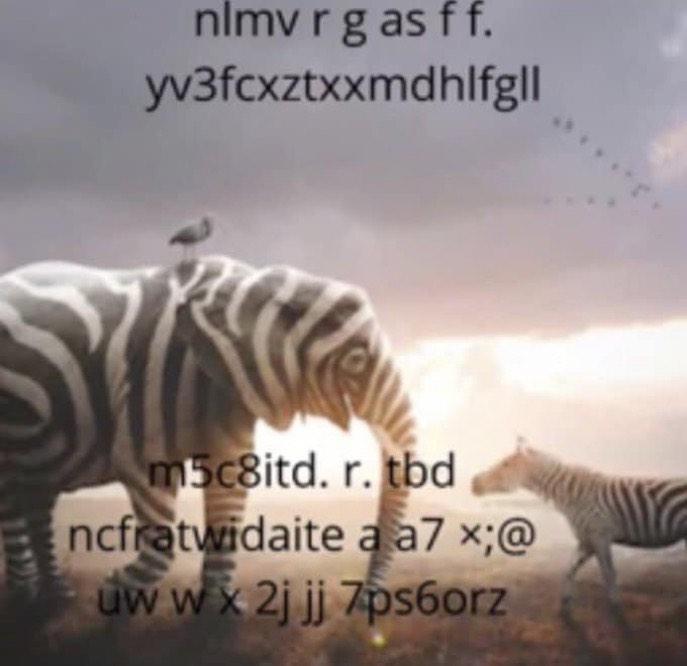 nlmv r g as f f.
yv3fcxztxxmdhlfgll
m5c8itd. r. tbd
ncfratwidaite a a7 ×;@
uw w x 2j jj 7ps6orz